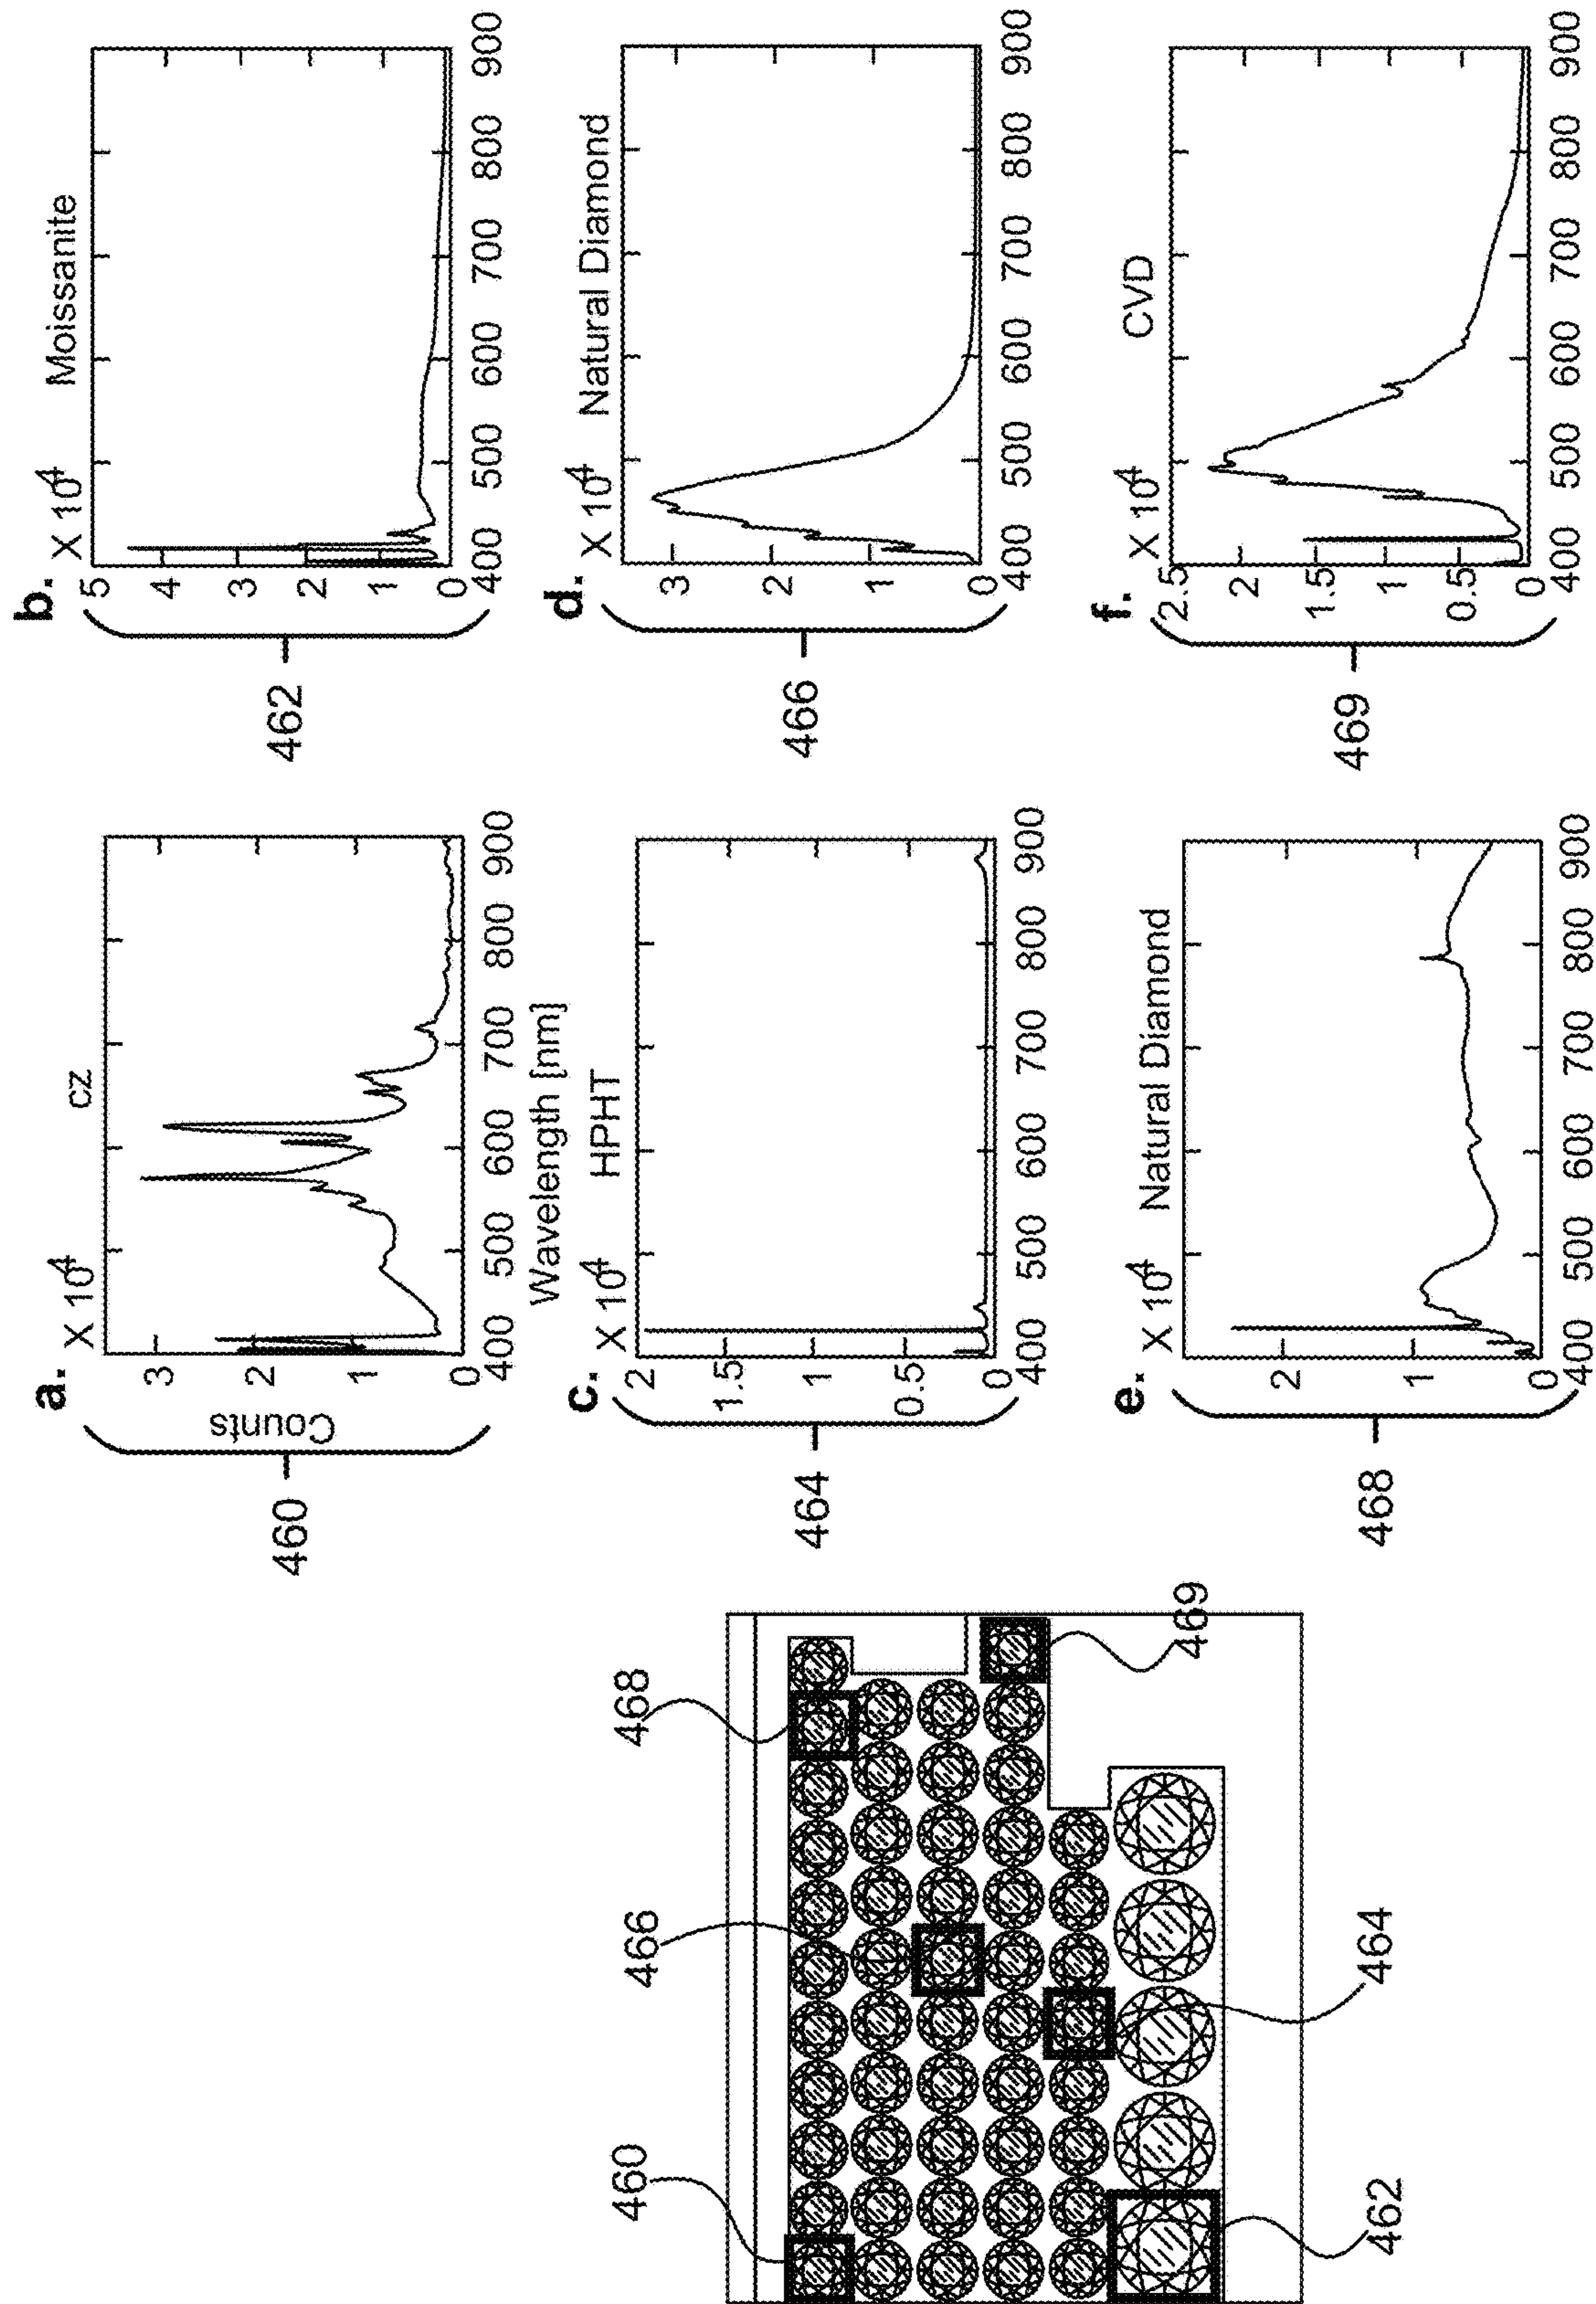 468
466
460
469
464
462
460
a.
X 10⁴
cz
Counts
3
2
1
0
400 500 600 700 800 900
Wavelength [nm]
462
b.
X 10⁴
Moissanite
5
4
3
2
1
0
400 500 600 700 800 900
464
c.
X 10⁴
HPHT
2
1.5
1
0.5
0
400 500 600 700 800 900
466
d.
X 10⁴
Natural Diamond
3
2
1
0
400 500 600 700 800 900
468
e.
X 10⁴
Natural Diamond
2
1
0
400 500 600 700 800 900
469
f.
X 10⁴
CVD
2.5
2
1.5
1
0.5
0
400 500 600 700 800 900